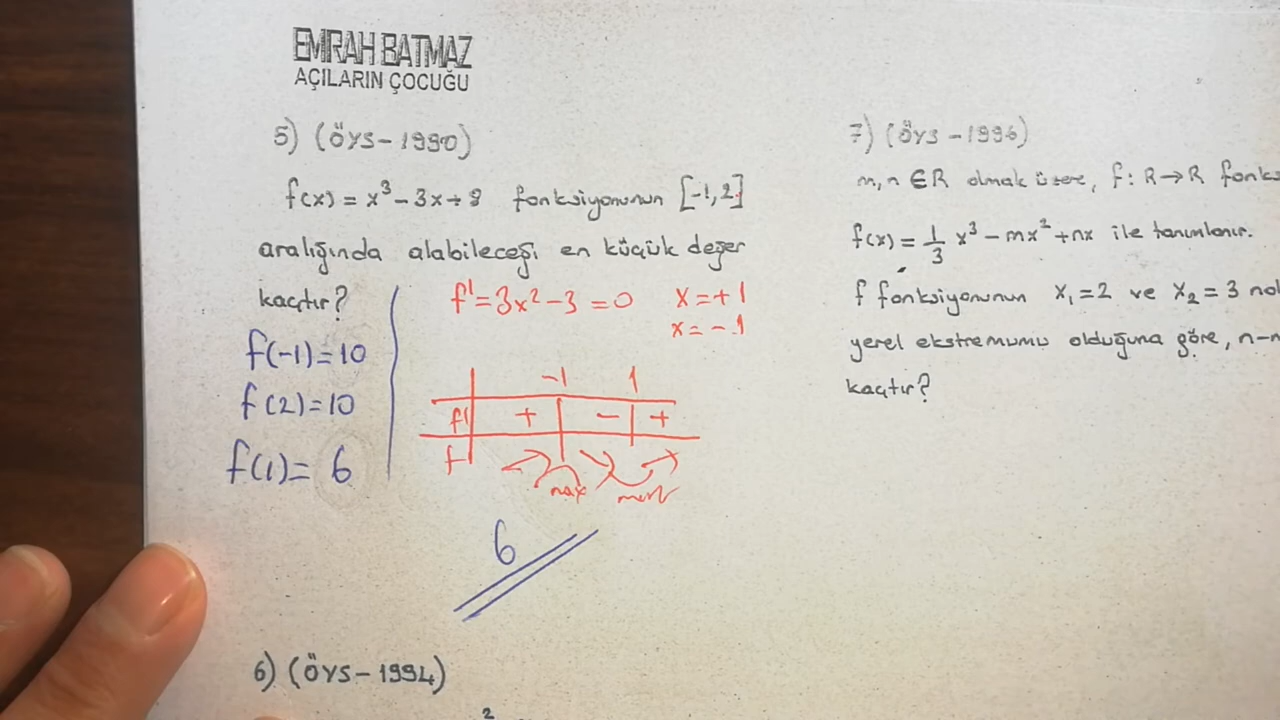 EMRAH BATMAZ
AÇILARIN ÇOCUĞU
5) (ÖYS-1990)
f(x) = x³ - 3x + 8 fonksiyonunun [-1,2]
aralığında alabileceği en küçük değer
kaçtır?
f(-1) = 10
f(2) = 10
f(1) = 6
f' = 3x² - 3 = 0 x = +1
x = -1
-1 1
f' + - +
f
max min
6
6) (ÖYS-1994)
2
7) (ÖYS-1996)
m, n ∈ R olmak üzere, f: R→R
f(x) = 1/3 x³ - mx² + nx ile tanımlanır.
f fonksiyonunun x₁ = 2 ve x₂ = 3
yerel ekstremumu olduğuna göre,
kaçtır?